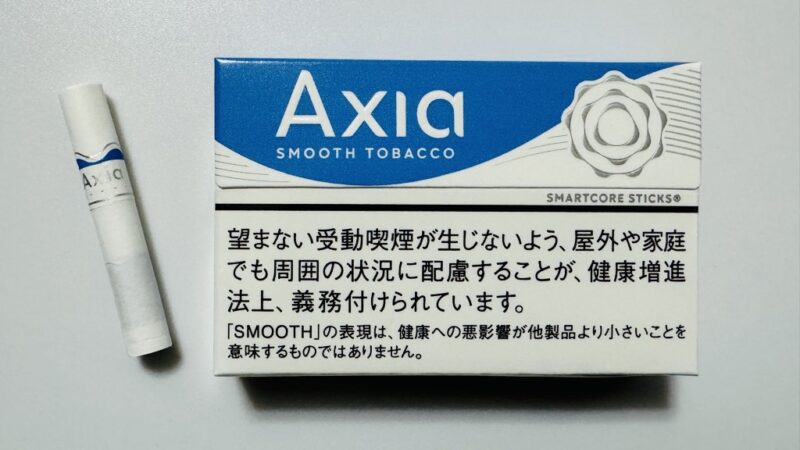 Axia
SMOOTH TOBACCO
SMARTCORE STICKS®
望まない受動喫煙が生じないよう、屋外や家庭
でも周囲の状況に配慮することが、健康増進
法上、義務付けられています。
「SMOOTH」の表現は、健康への悪影響が他製品より小さいことを
意味するものではありません。
Axia